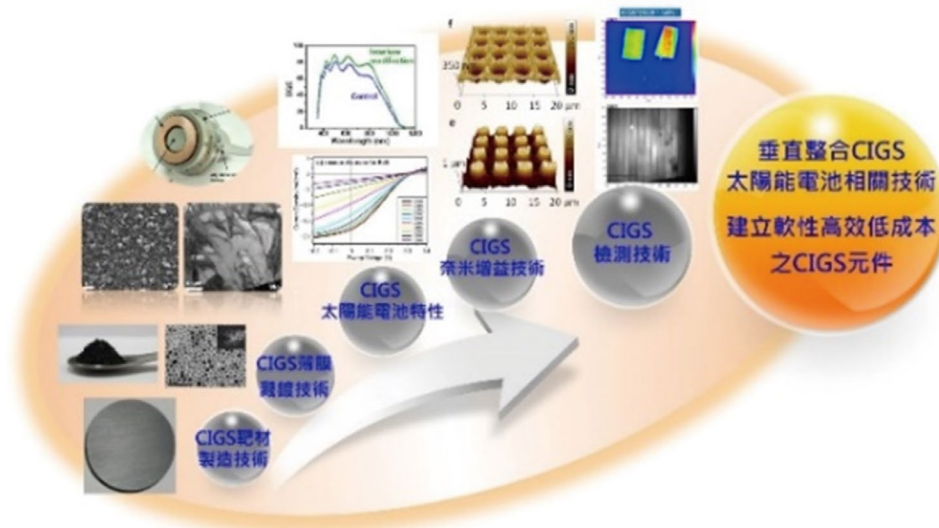 f
350 n
0 5 10 15 20 µm
e
0 5 10 15 20 µm
Control
Wavelength (nm)
垂直整合CIGS
太陽能電池相關技術
建立軟性高效低成本
之CIGS元件
CIGS
檢測技術
CIGS
奈米增益技術
CIGS
太陽能電池特性
CIGS薄膜
濺鍍技術
CIGS靶材
製造技術